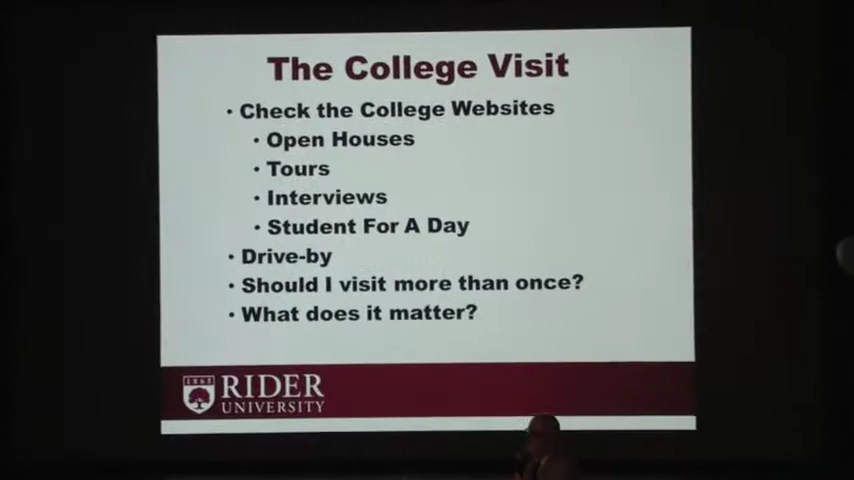 The College Visit
• Check the College Websites
• Open Houses
• Tours
• Interviews
• Student For A Day
• Drive-by
• Should I visit more than once?
• What does it matter?
1865
RIDER
UNIVERSITY